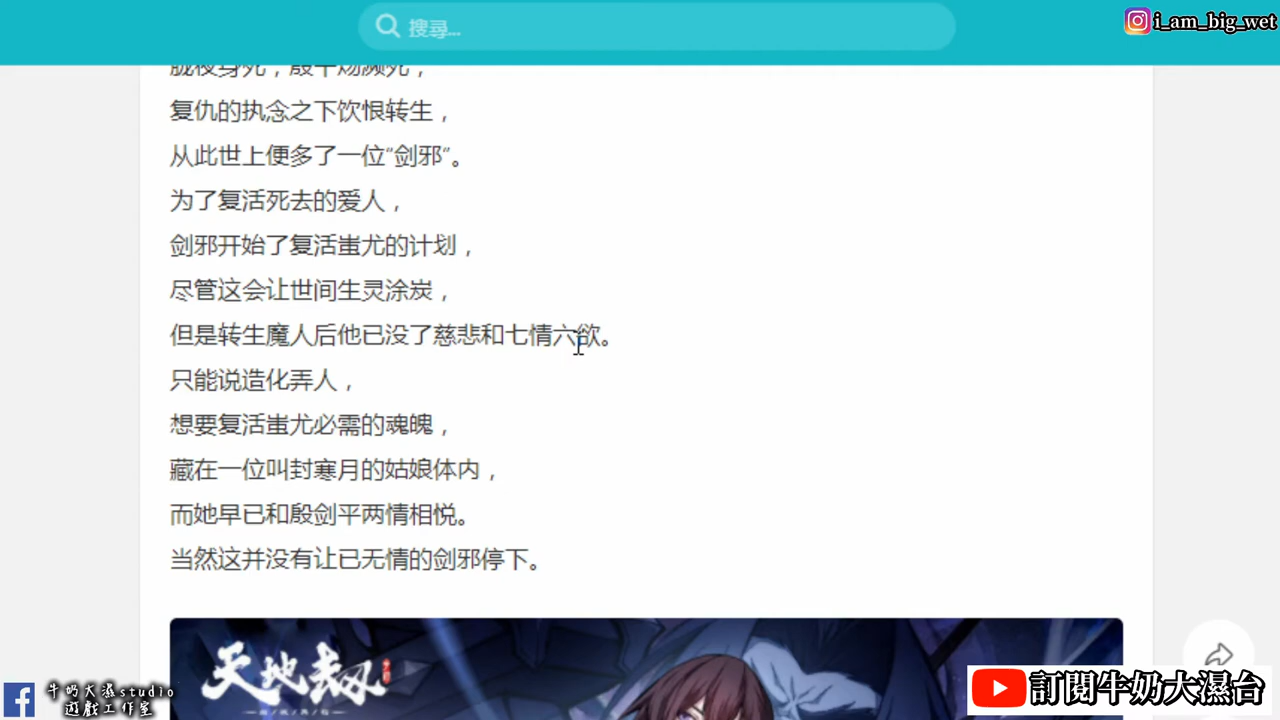 搜尋...
i_am_big_wet
复仇的执念之下饮恨转生，
从此世上便多了一位“剑邪”。
为了复活死去的爱人，
剑邪开始了复活蚩尤的计划，
尽管这会让世间生灵涂炭，
但是转生魔人后他已没了慈悲和七情六欲。
只能说造化弄人，
想要复活蚩尤必需的魂魄，
藏在一位叫封寒月的姑娘体内，
而她早已和殷剑平两情相悦。
当然这并没有让已无情的剑邪停下。
天地劫
牛奶大濕studio
遊戲工作室
訂閱牛奶大濕台